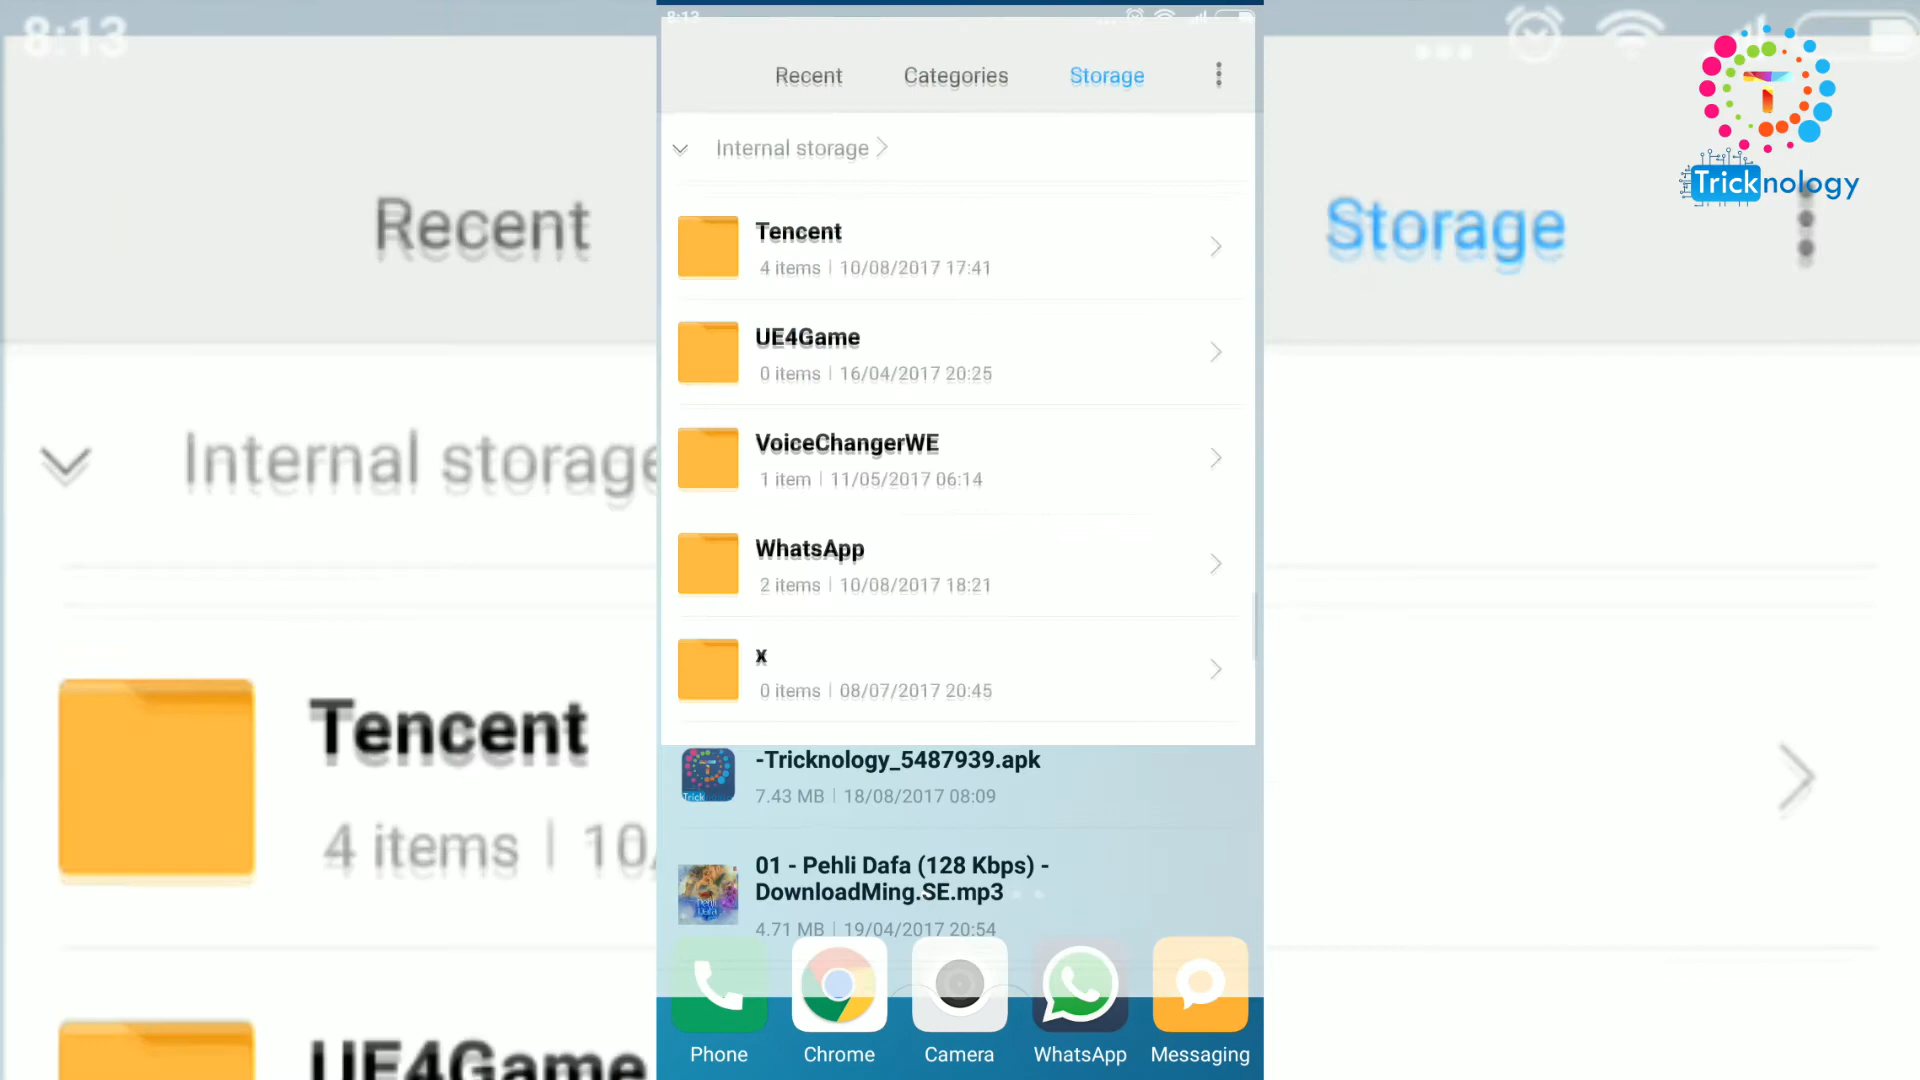 8:13
8:13
Recent
Categories
Storage
Internal storage
Tencent
4 items | 10/08/2017 17:41
UE4Game
0 items | 16/04/2017 20:25
VoiceChangerWE
1 item | 11/05/2017 06:14
WhatsApp
2 items | 10/08/2017 18:21
x
0 items | 08/07/2017 20:45
-Tricknology_5487939.apk
7.43 MB | 18/08/2017 08:09
01 - Pehli Dafa (128 Kbps) -
DownloadMing.SE.mp3
4.71 MB | 19/04/2017 20:54
Phone
Chrome
Camera
WhatsApp
Messaging
Recent
Storage
Internal storage
Tencent
4 items | 10/
UE4Game
T
Tricknology